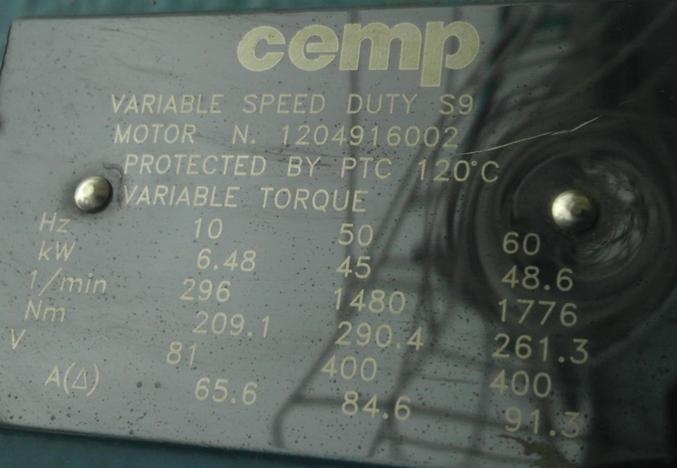 cemp
VARIABLE SPEED DUTY S9
MOTOR N. 1204916002
PROTECTED BY PTC 120°C
VARIABLE TORQUE
Hz 10 50 60
kW 6.48 45 48.6
1/min 296 1480 1776
Nm 209.1 290.4 261.3
V 81 400 400
A(Δ) 65.6 84.6 91.3